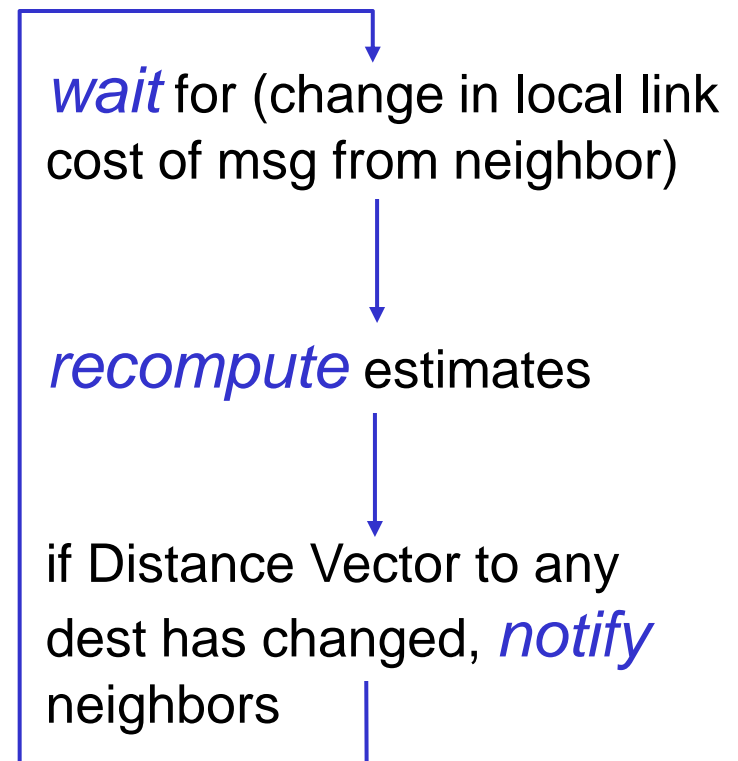 wait for (change in local link
cost of msg from neighbor)
recompute estimates
if Distance Vector to any
dest has changed, notify
neighbors